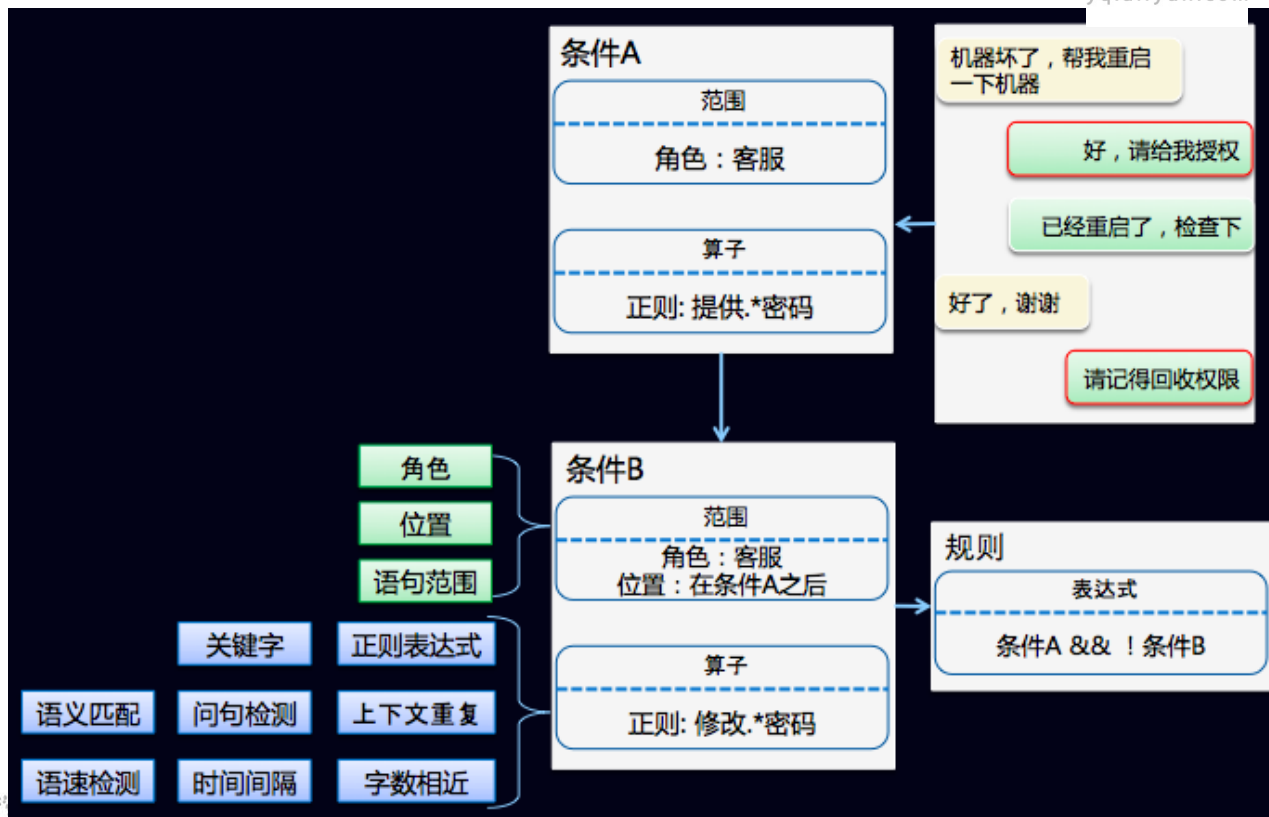 条件A
范围
角色：客服
算子
正则: 提供.*密码
机器坏了，帮我重启
一下机器
好，请给我授权
已经重启了，检查下
好了，谢谢
请记得回收权限
角色
位置
语句范围
关键字
正则表达式
语义匹配
问句检测
上下文重复
语速检测
时间间隔
字数相近
条件B
范围
角色：客服
位置：在条件A之后
算子
正则: 修改.*密码
规则
表达式
条件A && ！条件B